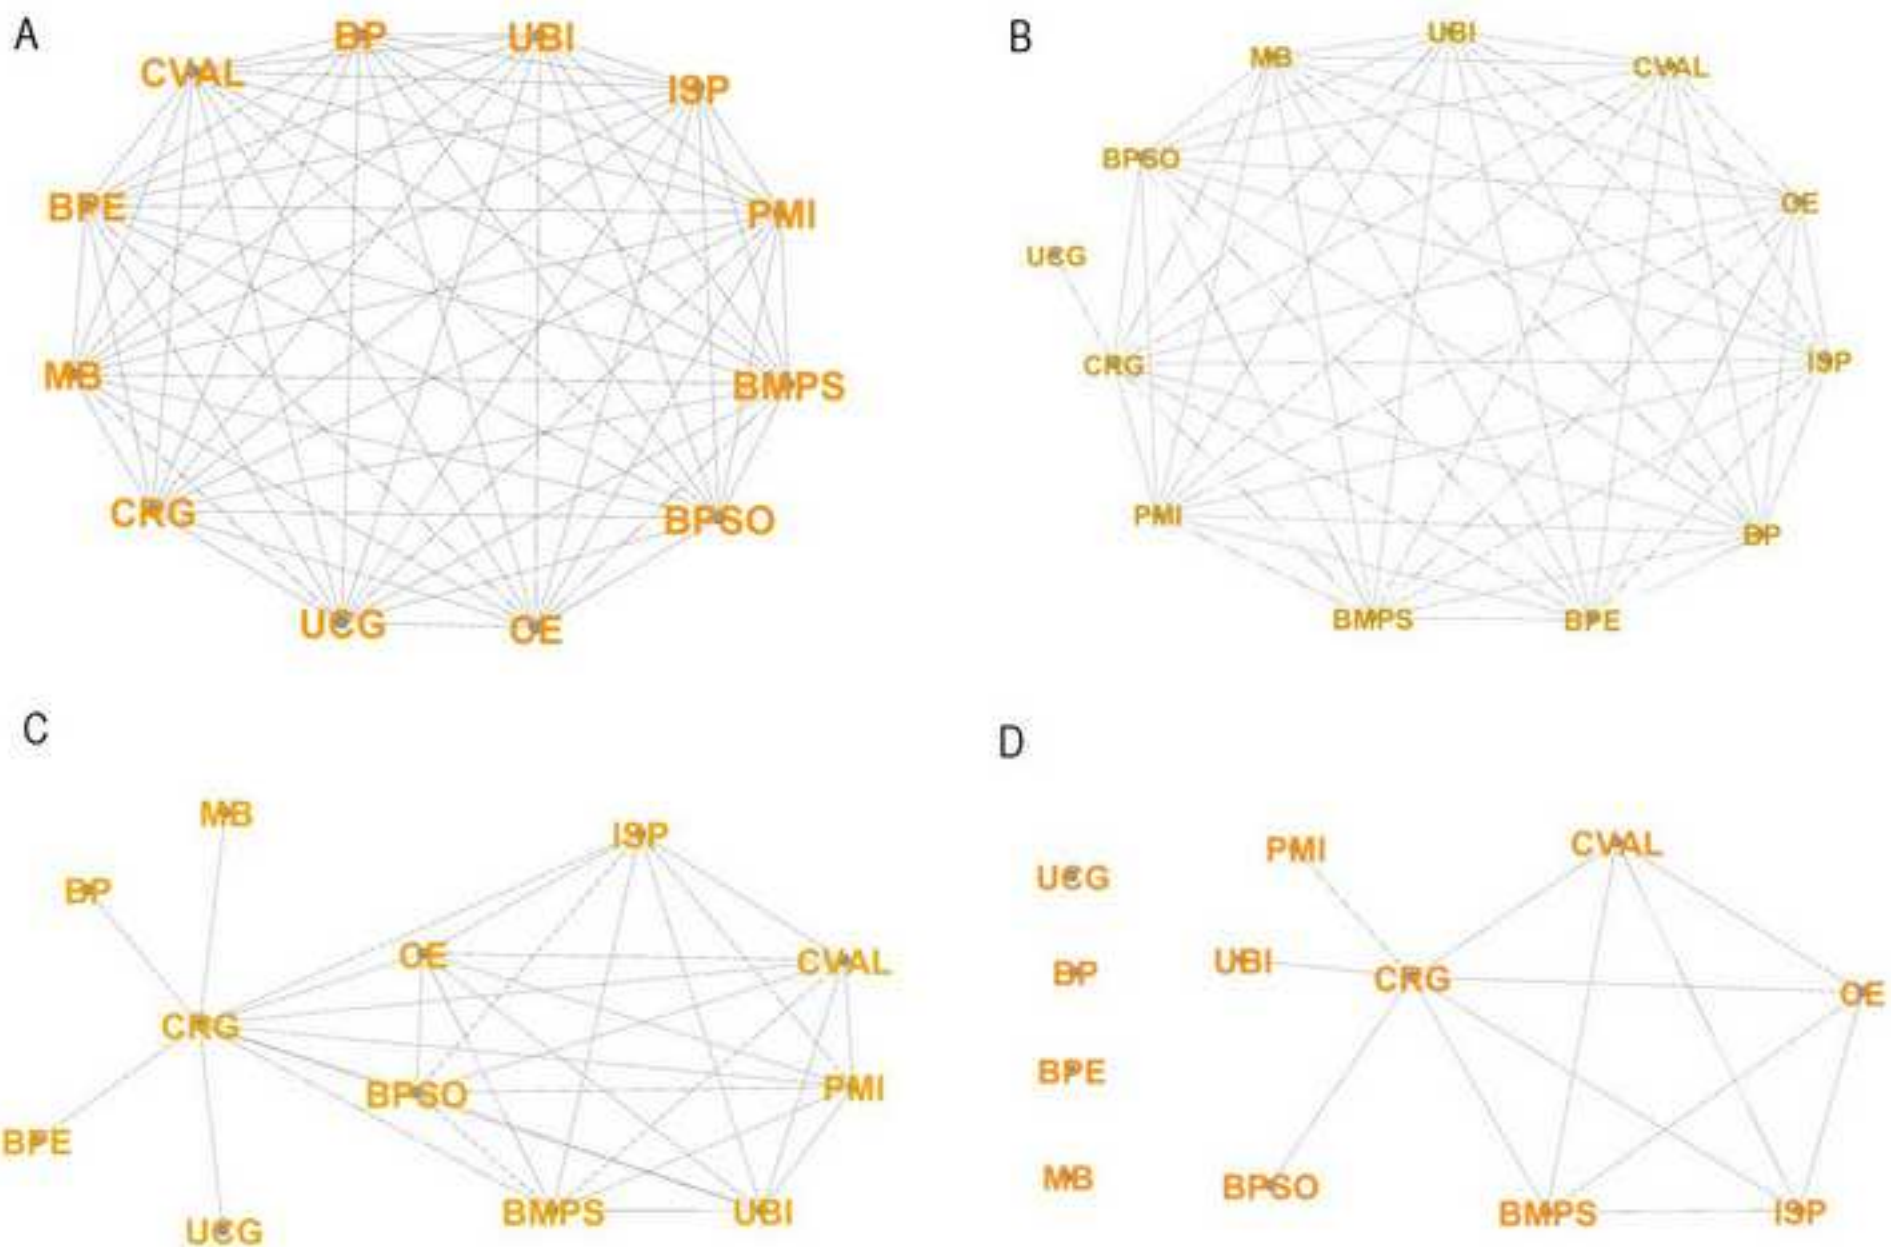 A
BP
UBI
CVAL
ISP
BPE
PMI
MB
BMPS
CRG
BPSO
UCG
OE
B
UBI
MB
CVAL
BPSO
OE
UCG
CRG
ISP
PMI
BP
BMPS
BPE
C
MB
ISP
BP
OE
CVAL
CRG
BPSO
PMI
BPE
BMPS
UBI
UCG
D
PMI
CVAL
UCG
UBI
BP
CRG
OE
BPE
MB
BPSO
BMPS
ISP